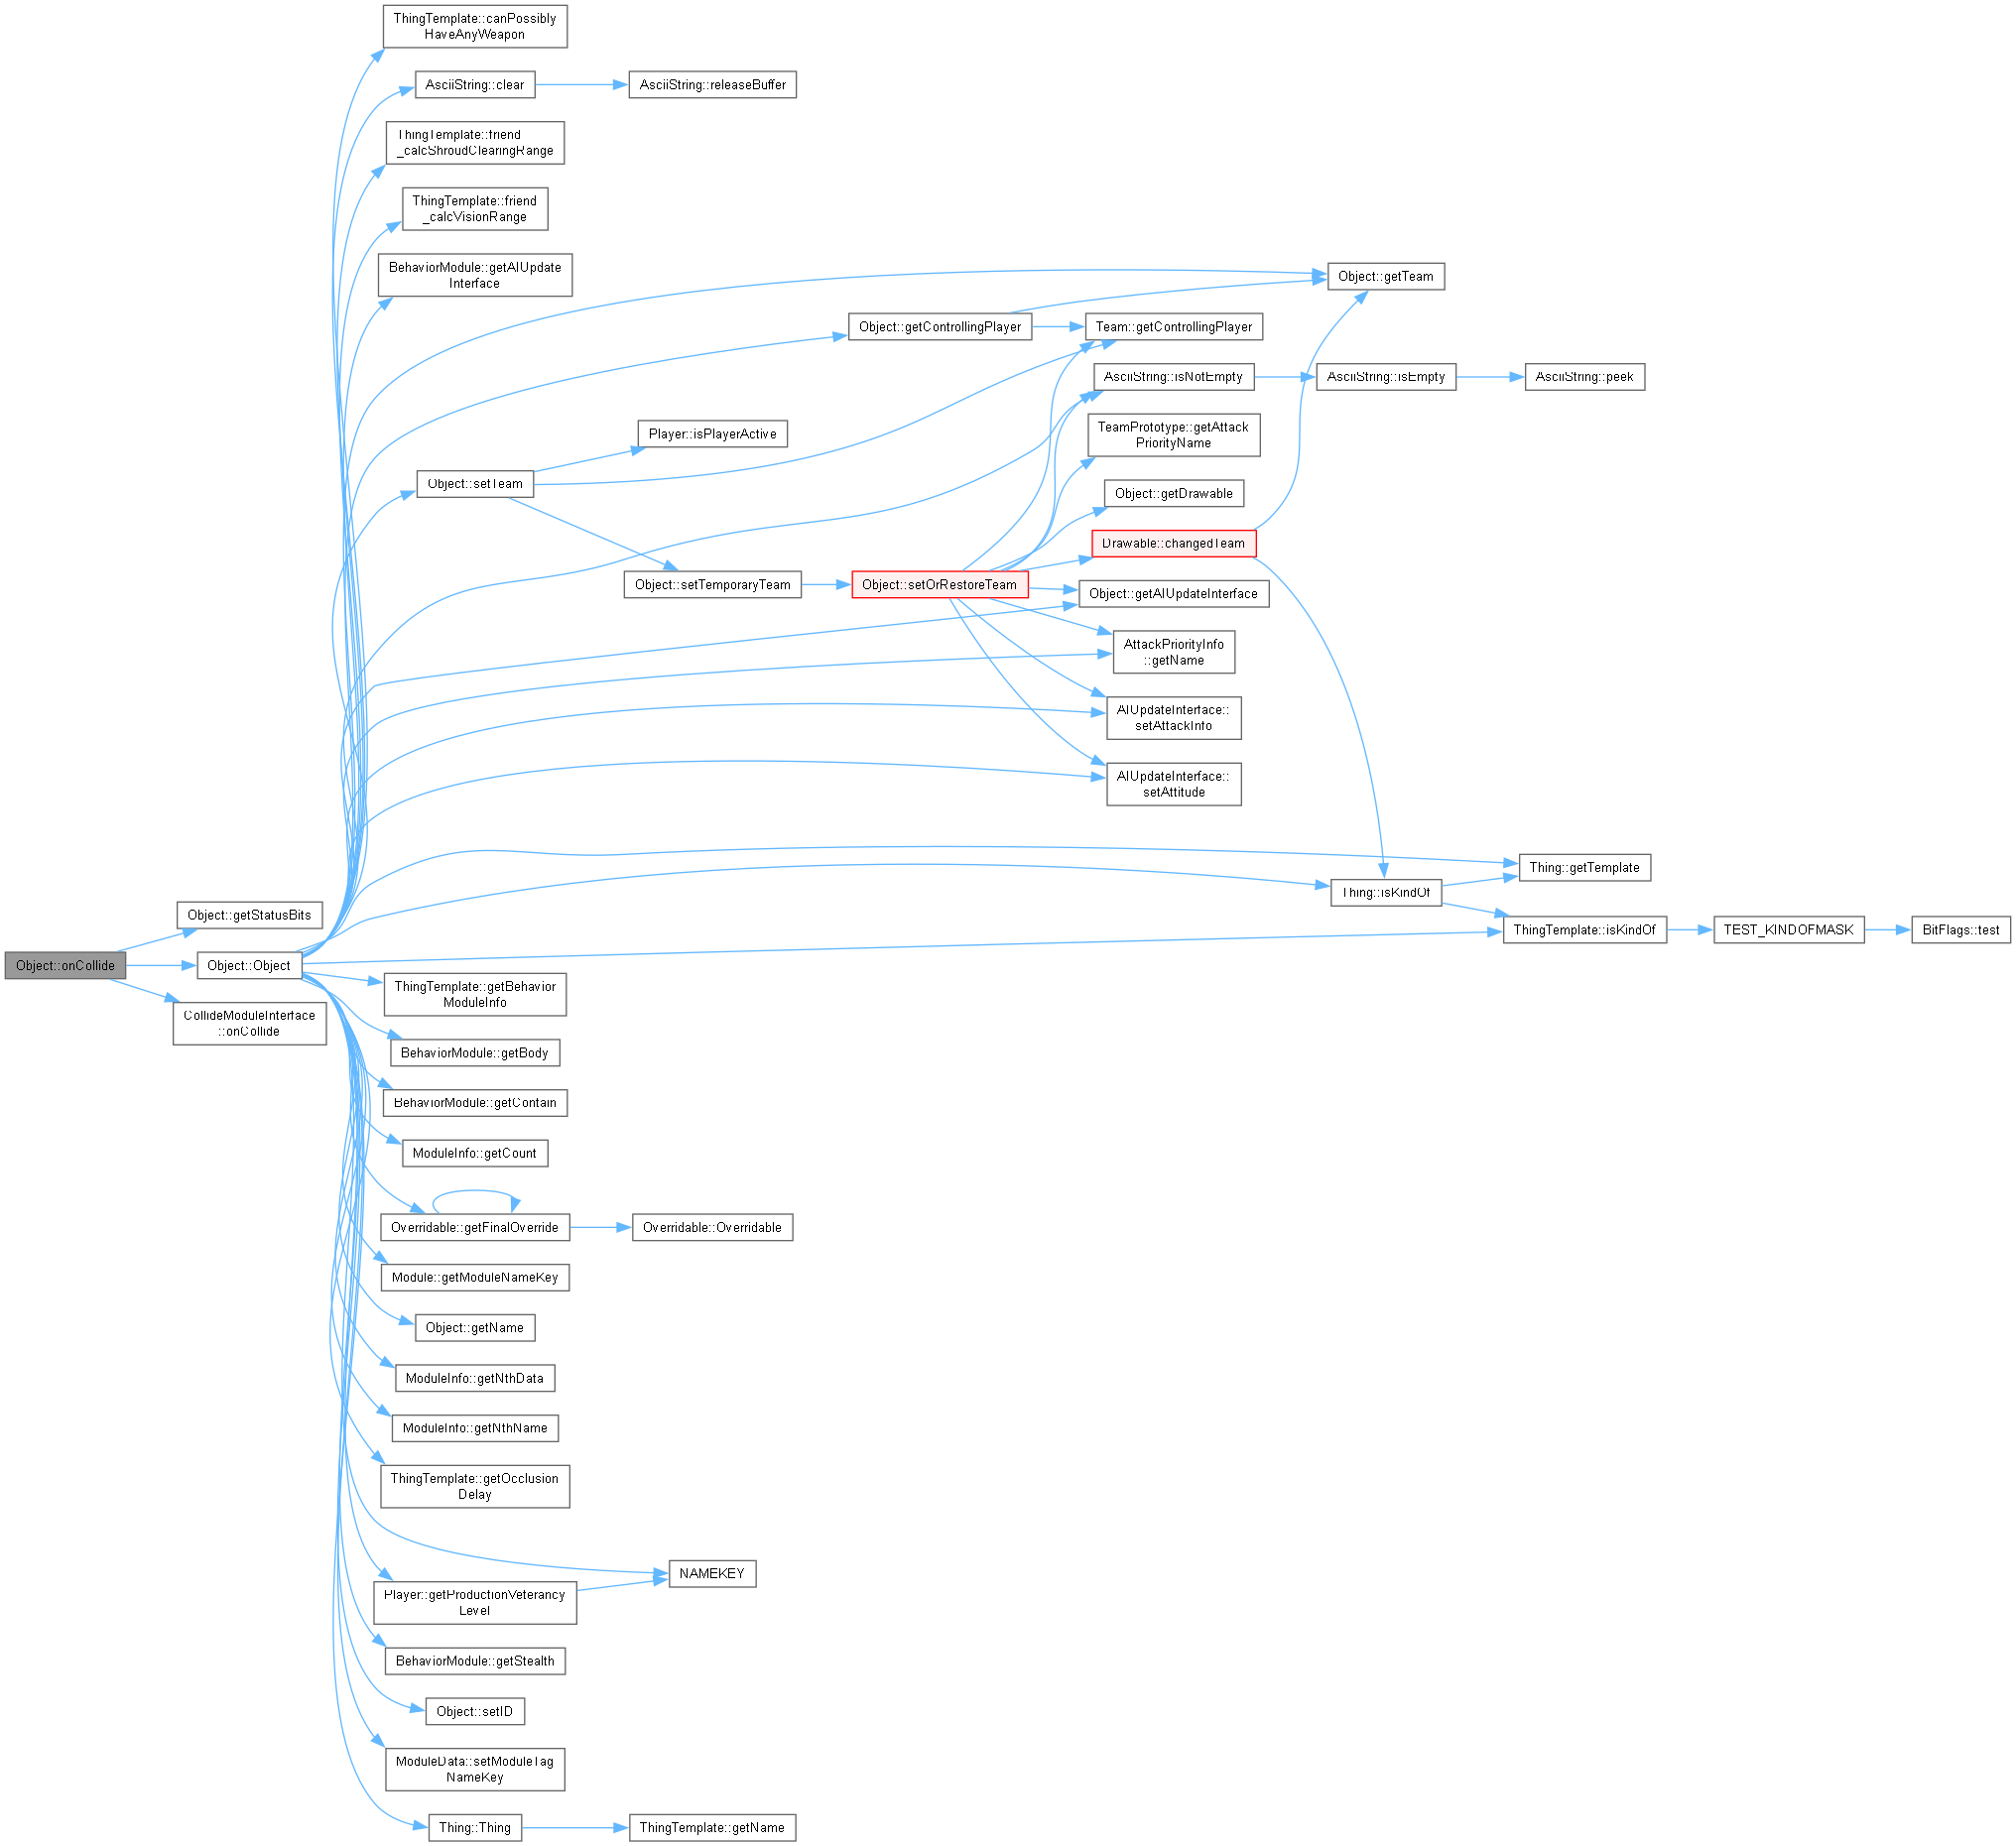 ThingTemplate::canPossibly
HaveAnyWeapon
AsciiString::clear
AsciiString::releaseBuffer
ThingTemplate::friend
_calcShroudClearingRange
ThingTemplate::friend
_calcVisionRange
BehaviorModule::getAIUpdate
Interface
Object::getTeam
Object::getControllingPlayer
Team::getControllingPlayer
AsciiString::isNotEmpty
AsciiString::isEmpty
AsciiString::peek
Player::isPlayerActive
TeamPrototype::getAttack
PriorityName
Object::setTeam
Object::getDrawable
Drawable::changedTeam
Object::setTemporaryTeam
Object::setOrRestoreTeam
Object::getAIUpdateInterface
AttackPriorityInfo
::getName
AIUpdateInterface::
setAttackInfo
AIUpdateInterface::
setAttitude
Thing::getTemplate
Thing::isKindOf
Object::getStatusBits
ThingTemplate::isKindOf
TEST_KINDOFMASK
BitFlags::test
Object::onCollide
Object::Object
ThingTemplate::getBehavior
ModuleInfo
CollideModuleInterface
::onCollide
BehaviorModule::getBody
BehaviorModule::getContain
ModuleInfo::getCount
Overridable::getFinalOverride
Overridable::Overridable
Module::getModuleNameKey
Object::getName
ModuleInfo::getNthData
ModuleInfo::getNthName
ThingTemplate::getOcclusion
Delay
NAMEKEY
Player::getProductionVeterancy
Level
BehaviorModule::getStealth
Object::setID
ModuleData::setModuleTag
NameKey
Thing::Thing
ThingTemplate::getName